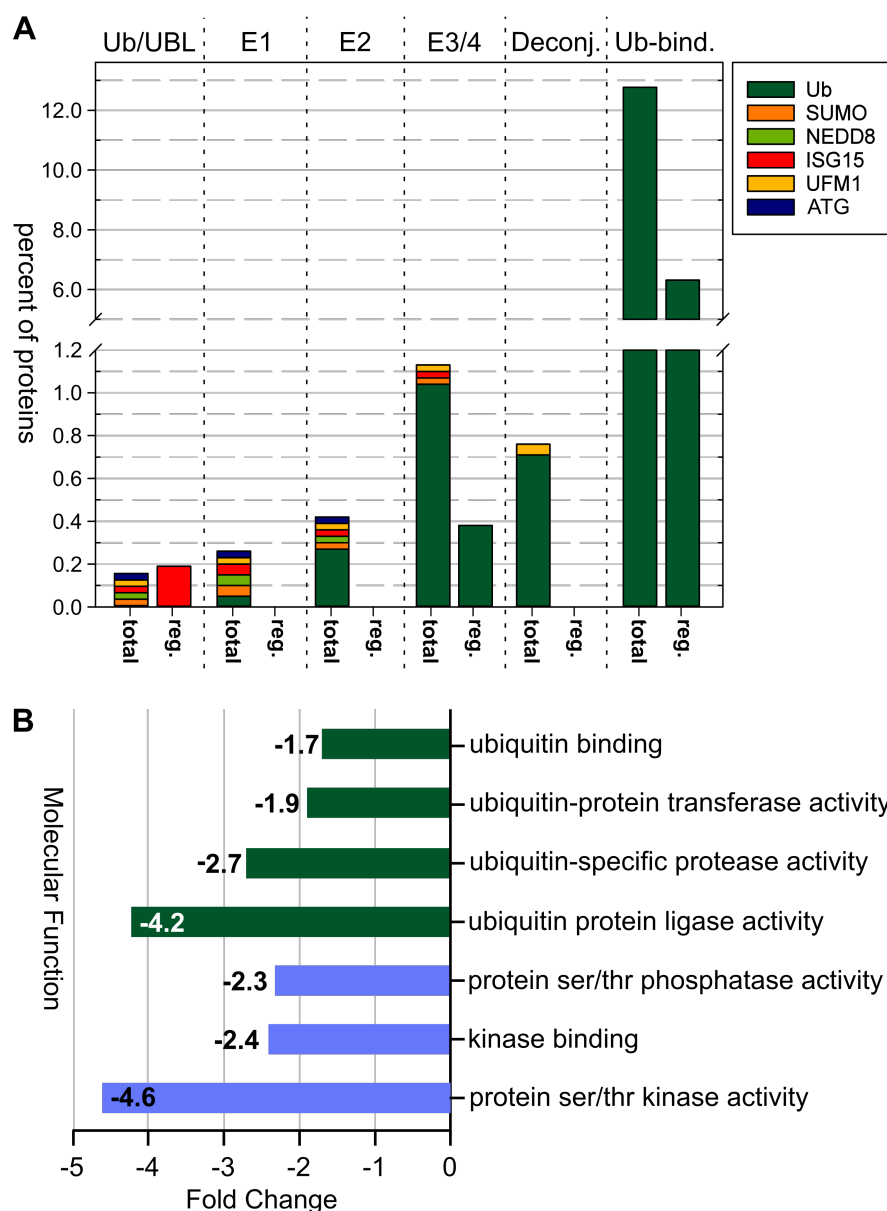 A
Ub/UBL E1 E2 E3/4 Deconj. Ub-bind.
percent of proteins
12.0
10.0
8.0
6.0
1.2
1.0
0.8
0.6
0.4
0.2
0.0
total reg. total reg. total reg. total reg. total reg. total reg.
Ub
SUMO
NEDD8
ISG15
UFM1
ATG
B
Molecular Function
-1.7 ubiquitin binding
-1.9 ubiquitin-protein transferase activity
-2.7 ubiquitin-specific protease activity
-4.2 ubiquitin protein ligase activity
-2.3 protein ser/thr phosphatase activity
-2.4 kinase binding
-4.6 protein ser/thr kinase activity
-5 -4 -3 -2 -1 0
Fold Change